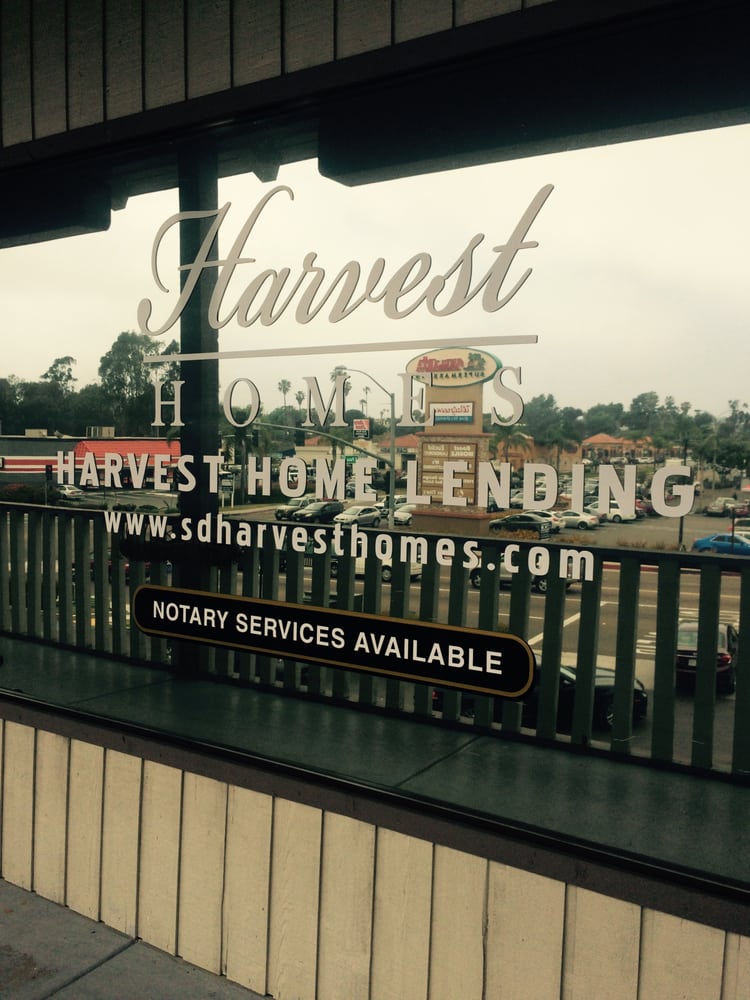 Harvest
HOMES
HARVEST HOME LENDING
www.sdharvesthomes.com
NOTARY SERVICES AVAILABLE